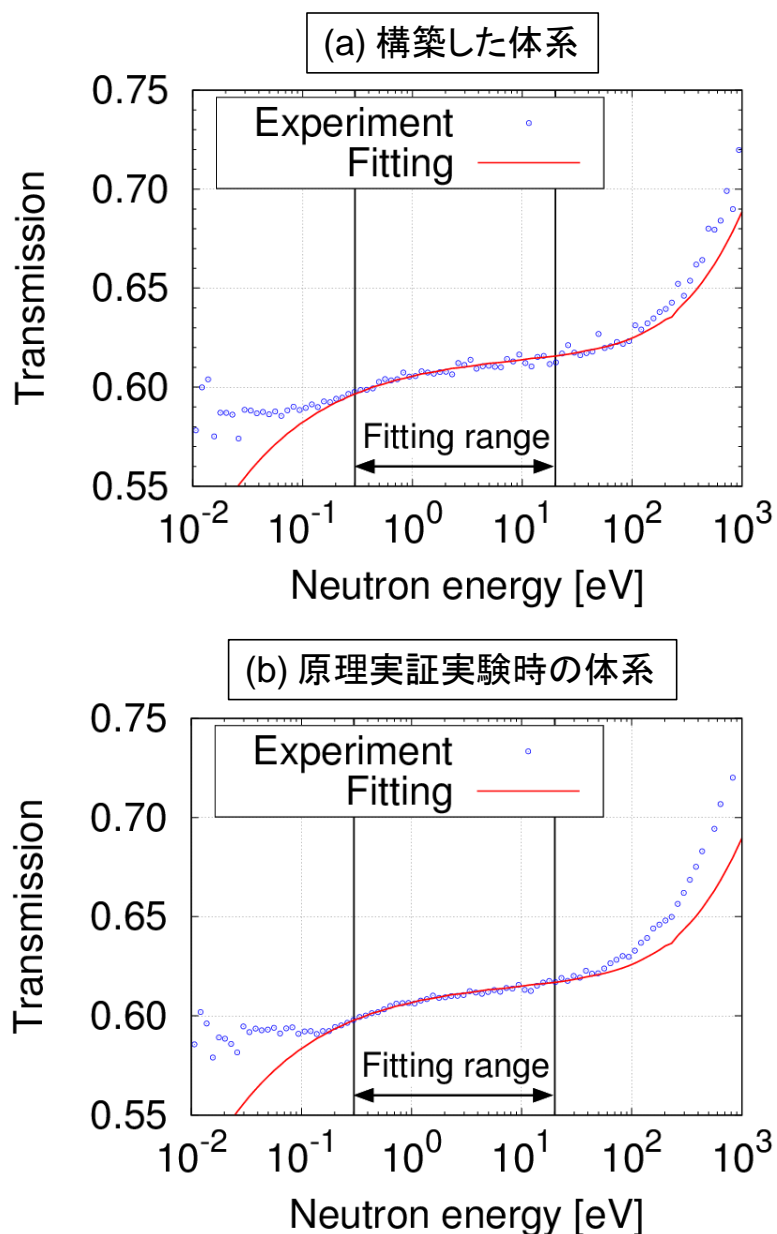 (a) 構築した体系
0.75
Experiment
Fitting
0.70
0.65
0.60
0.55
Transmission
Fitting range
10⁻² 10⁻¹ 10⁰ 10¹ 10² 10³
Neutron energy [eV]
(b) 原理実証実験時の体系
0.75
Experiment
Fitting
0.70
0.65
0.60
0.55
Transmission
Fitting range
10⁻² 10⁻¹ 10⁰ 10¹ 10² 10³
Neutron energy [eV]